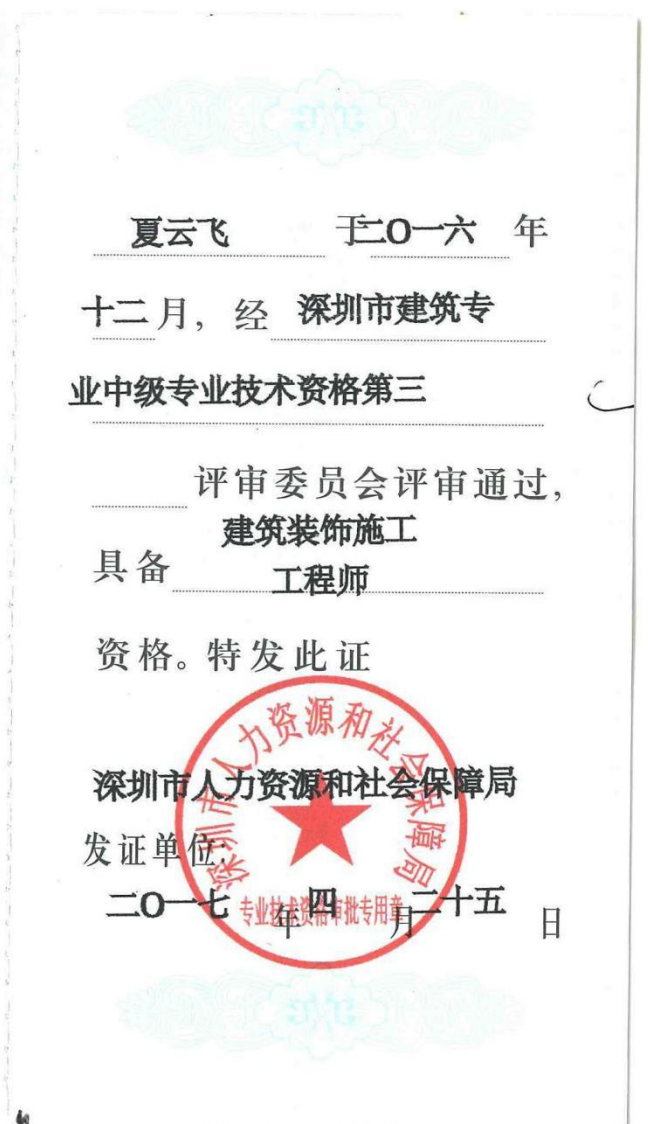 夏云飞 于二〇一六 年
十二月, 经 深圳市建筑专
业中级专业技术资格第三
评审委员会评审通过,
建筑装饰施工
具备 工程师
资格。特发此证
深圳市人力资源和社会保障局
深圳市人力资源和社会保障局
发证单位:
二〇一七 年 四 月 二十五 日
专业技术资格审批专用章